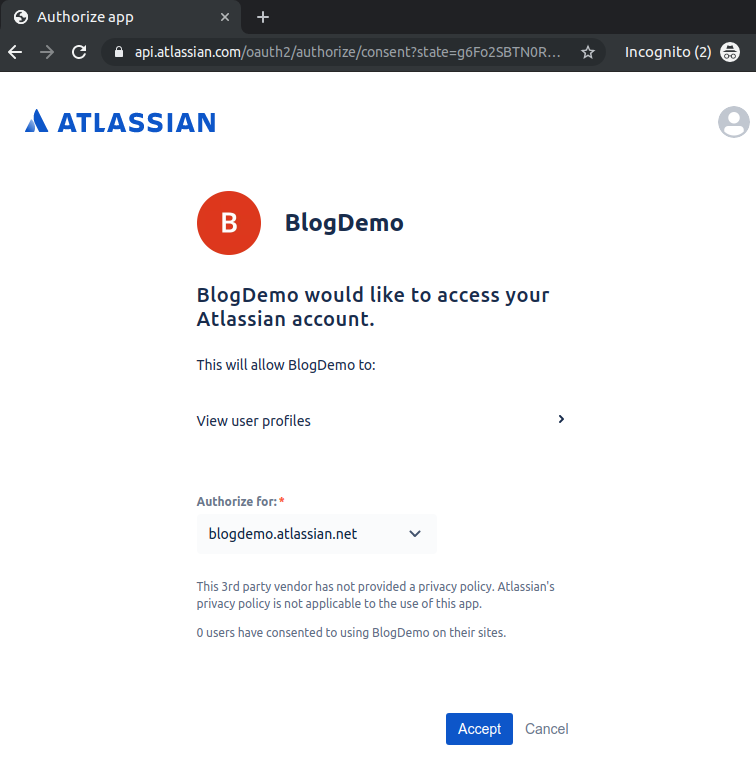 Authorize app
api.atlassian.com/oauth2/authorize/consent?state=g6Fo2SBTN0R...
Incognito (2)
ATLASSIAN
B
BlogDemo
BlogDemo would like to access your
Atlassian account.
This will allow BlogDemo to:
View user profiles
Authorize for:*
blogdemo.atlassian.net
This 3rd party vendor has not provided a privacy policy. Atlassian's
privacy policy is not applicable to the use of this app.
0 users have consented to using BlogDemo on their sites.
Accept Cancel